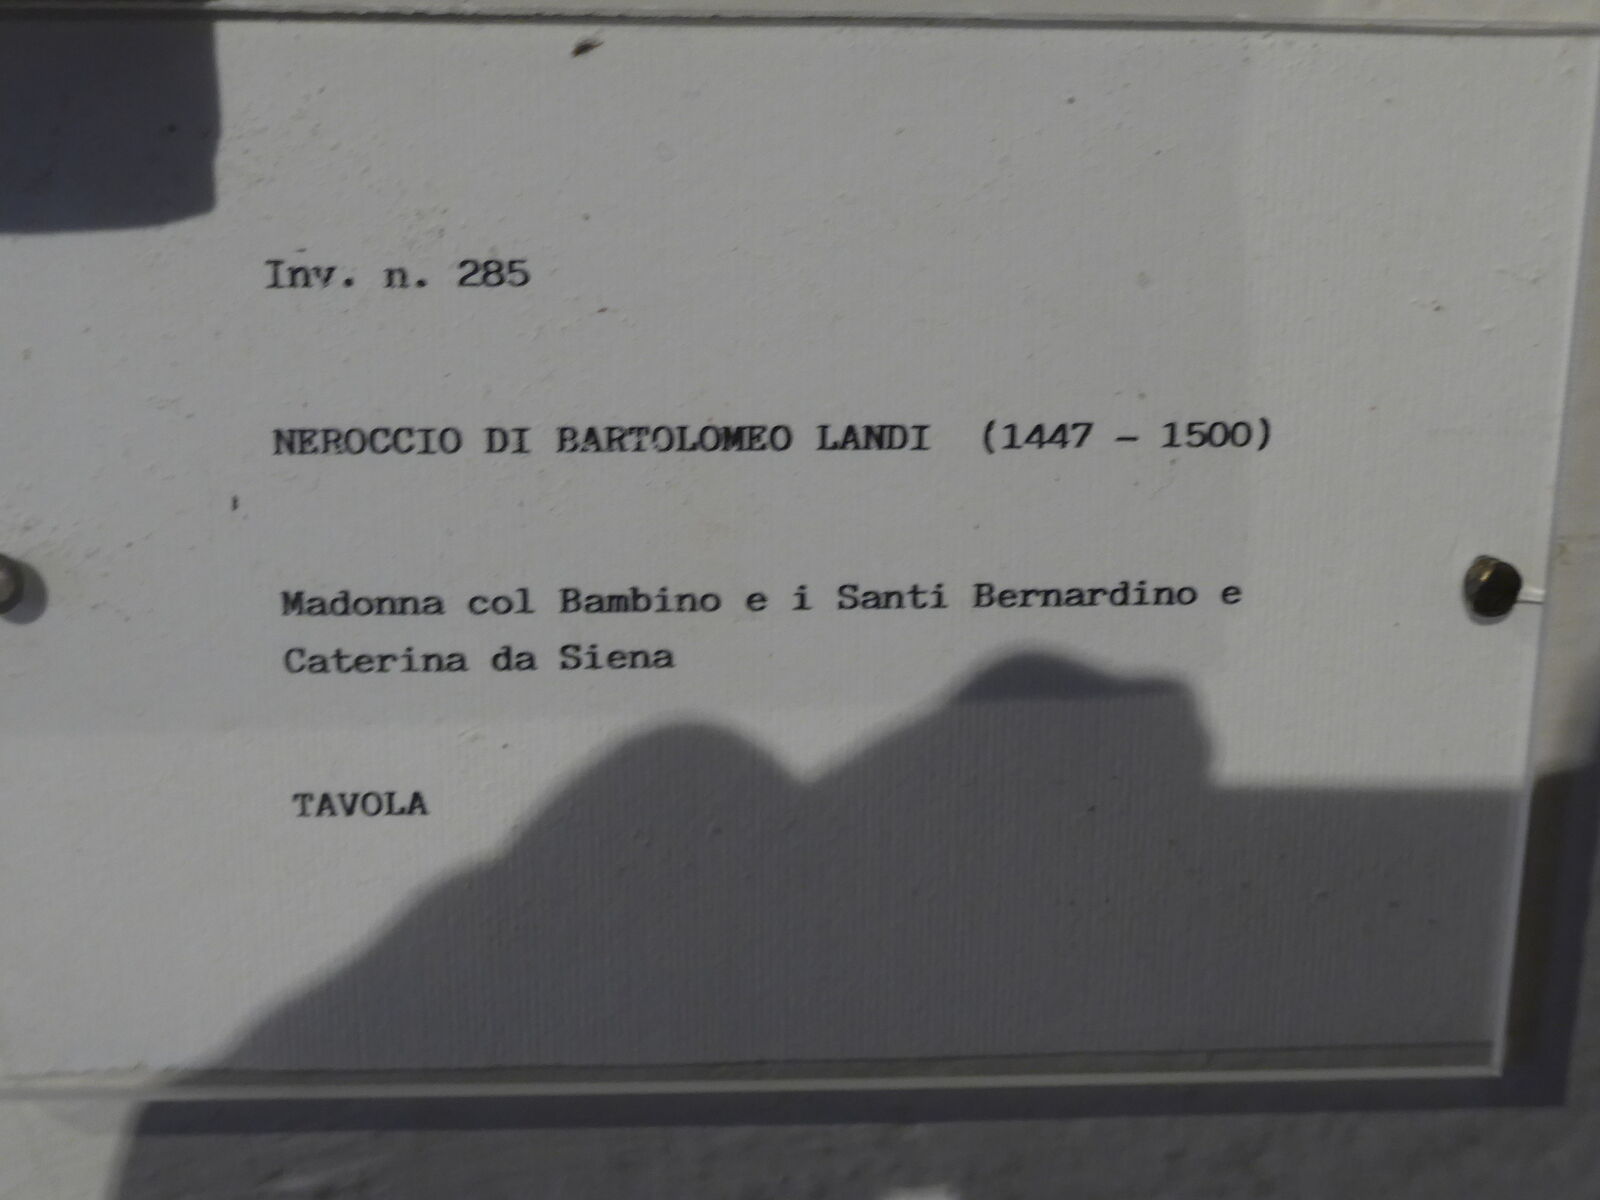 Inv. n. 285
NEROCCIO DI BARTOLOMEO LANDI (1447 - 1500)
Madonna col Bambino e i Santi Bernardino e
Caterina da Siena
TAVOLA